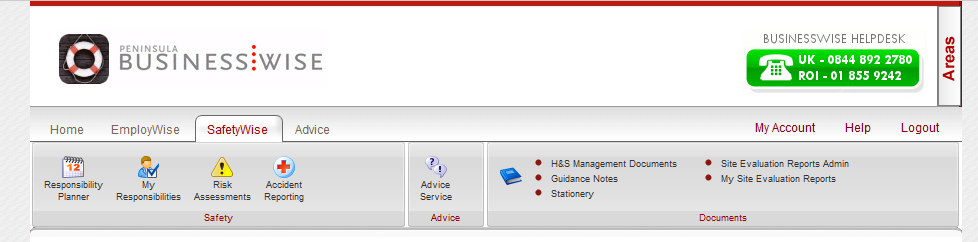 PENINSULA
BUSINESSWISE
BUSINESSWISE HELPDESK
UK - 0844 892 2780
ROI - 01 855 9242
Areas
Home EmployWise SafetyWise Advice My Account Help Logout
12
Responsibility Planner
My Responsibilities
Risk Assessments
Accident Reporting
Safety
Advice Service
Advice
H&S Management Documents
Guidance Notes
Stationery
Site Evaluation Reports Admin
My Site Evaluation Reports
Documents